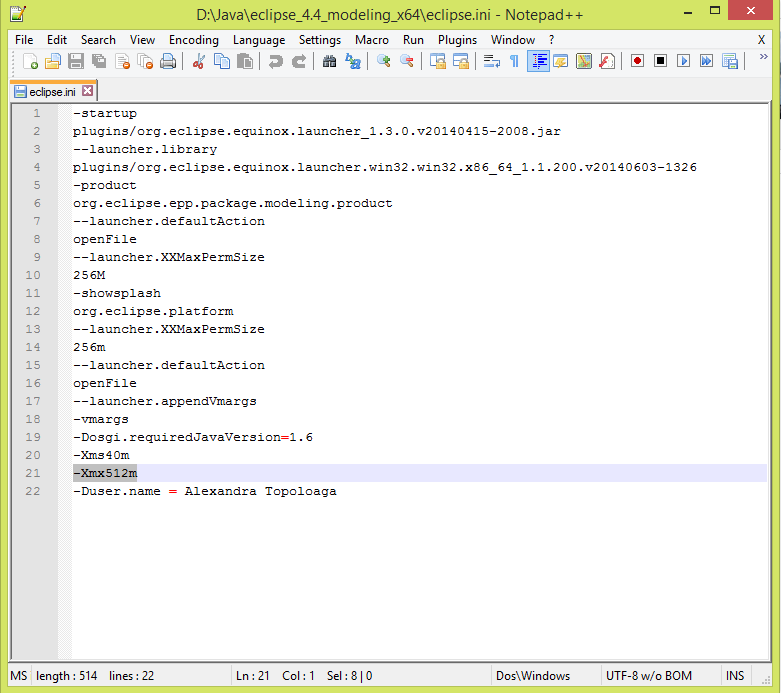 D:\Java\eclipse_4.4_modeling_x64\eclipse.ini - Notepad++
File Edit Search View Encoding Language Settings Macro Run Plugins Window ? X
eclipse.ini
1 -startup
2 plugins/org.eclipse.equinox.launcher_1.3.0.v20140415-2008.jar
3 --launcher.library
4 plugins/org.eclipse.equinox.launcher.win32.win32.x86_64_1.1.200.v20140603-1326
5 -product
6 org.eclipse.epp.package.modeling.product
7 --launcher.defaultAction
8 openFile
9 --launcher.XXMaxPermSize
10 256M
11 -showsplash
12 org.eclipse.platform
13 --launcher.XXMaxPermSize
14 256m
15 --launcher.defaultAction
16 openFile
17 --launcher.appendVmargs
18 -vmargs
19 -Dosgi.requiredJavaVersion=1.6
20 -Xms40m
21 -Xmx512m
22 -Duser.name = Alexandra Topoloaga
MS length : 514 lines : 22 Ln : 21 Col : 1 Sel : 8 | 0 Dos\Windows UTF-8 w/o BOM INS